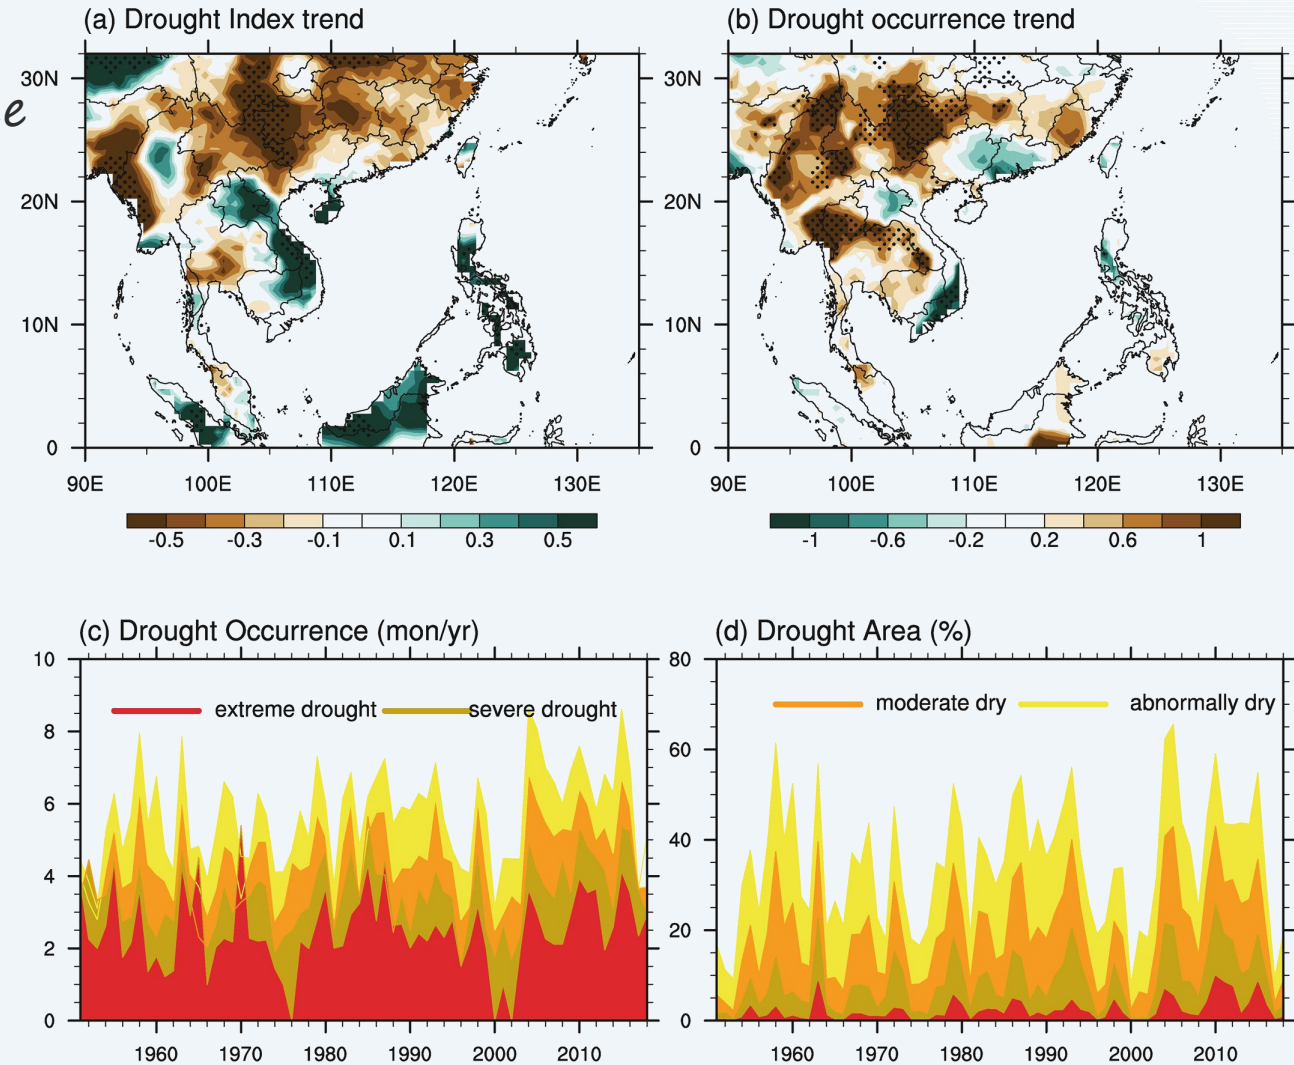 (a) Drought Index trend
(b) Drought occurrence trend
e
30N
20N
10N
0
90E 100E 110E 120E 130E
-0.5 -0.3 -0.1 0.1 0.3 0.5
30N
20N
10N
0
90E 100E 110E 120E 130E
-1 -0.6 -0.2 0.2 0.6 1
(c) Drought Occurrence (mon/yr)
10
8
6
4
2
0
extreme drought severe drought
1960 1970 1980 1990 2000 2010
(d) Drought Area (%)
80
60
40
20
0
moderate dry abnormally dry
1960 1970 1980 1990 2000 2010